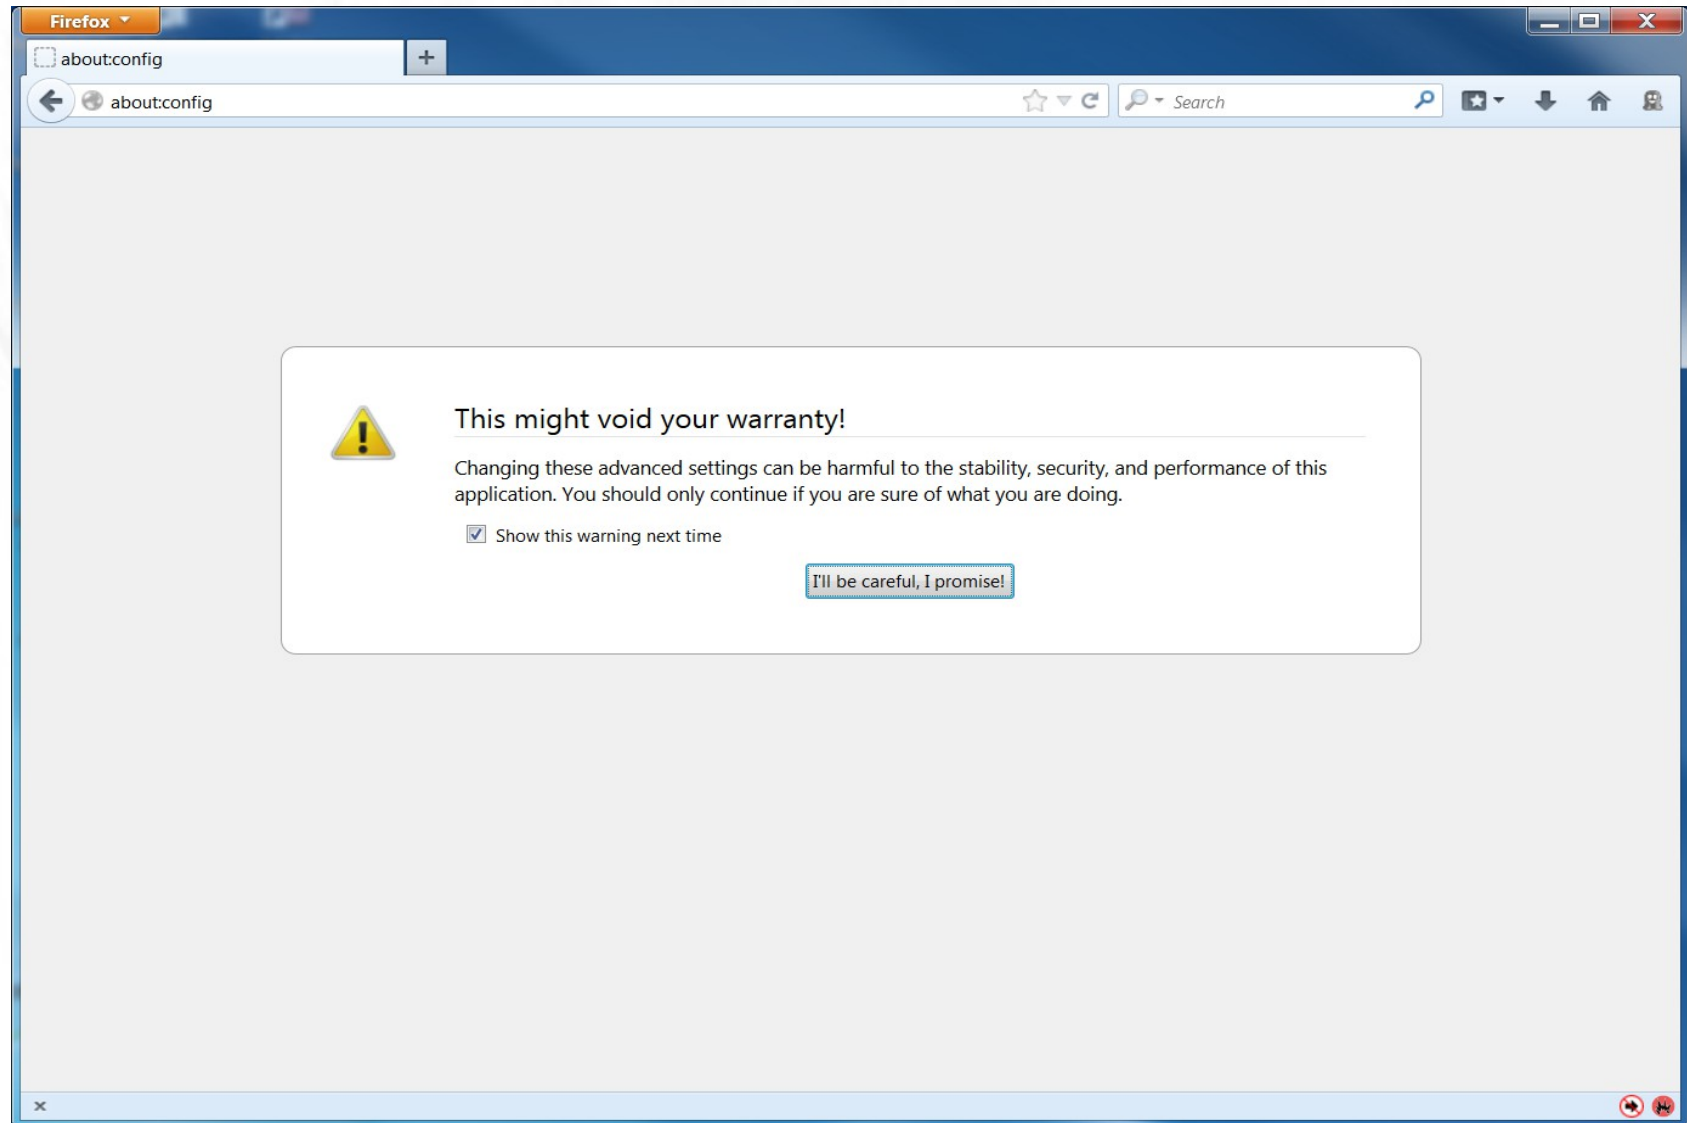 Firefox
about:config
about:config
Search
This might void your warranty!
Changing these advanced settings can be harmful to the stability, security, and performance of this
application. You should only continue if you are sure of what you are doing.
Show this warning next time
I'll be careful, I promise!